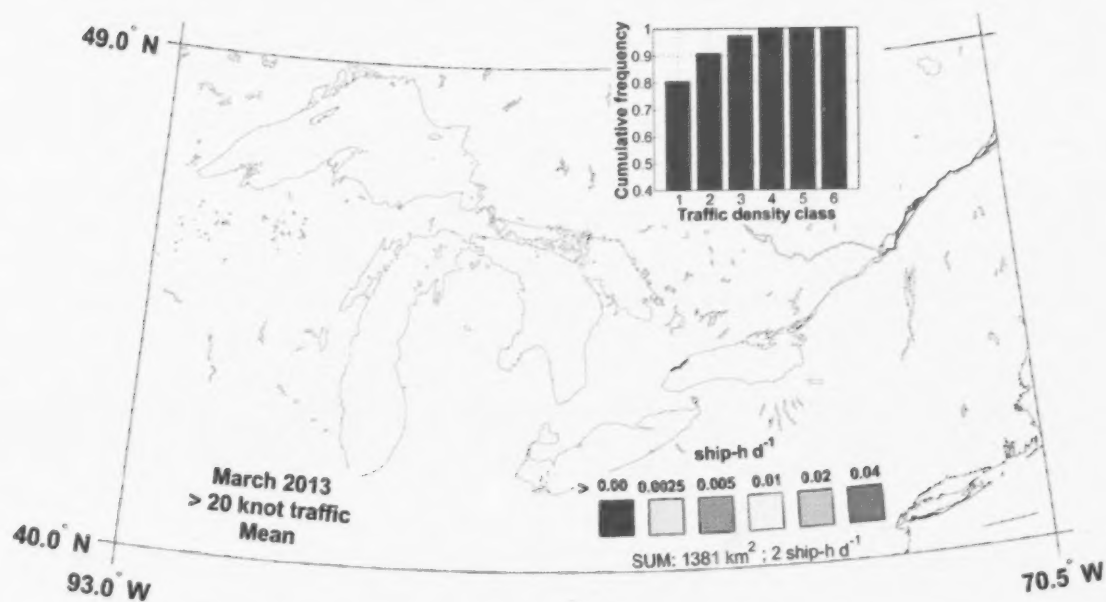 49.0° N
1
0.9
0.8
0.7
0.6
0.5
0.4
Cumulative frequency
1 2 3 4 5 6
Traffic density class
March 2013
> 20 knot traffic
Mean
ship-h d⁻¹
> 0.00 0.0025 0.005 0.01 0.02 0.04
SUM: 1381 km² ; 2 ship-h d⁻¹
40.0° N
93.0° W
70.5° W